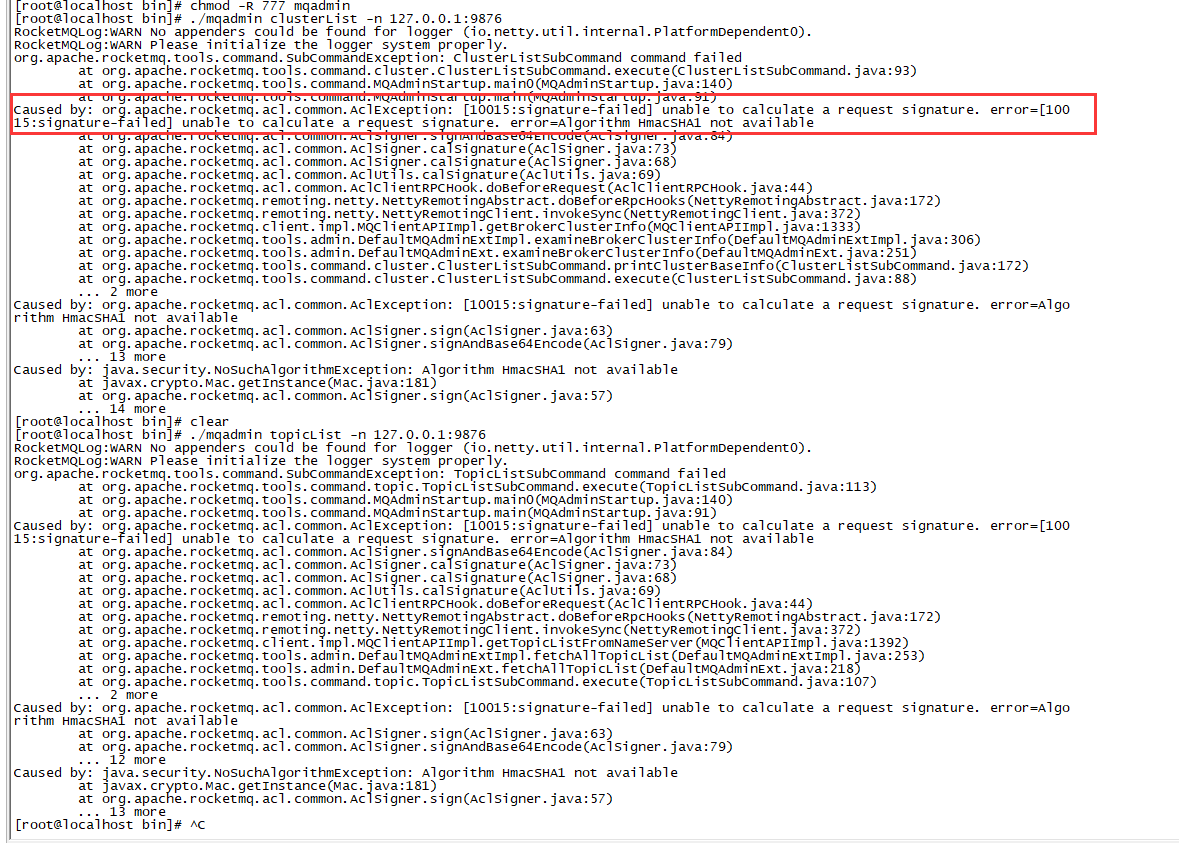 [root@localhost bin]# chmod -R 777 mqadmin
[root@localhost bin]# ./mqadmin clusterList -n 127.0.0.1:9876
RocketMQLog:WARN No appenders could be found for logger (io.netty.util.internal.PlatformDependent0).
RocketMQLog:WARN Please initialize the logger system properly.
org.apache.rocketmq.tools.command.SubCommandException: ClusterListSubCommand command failed
at org.apache.rocketmq.tools.command.cluster.ClusterListSubCommand.execute(ClusterListSubCommand.java:93)
at org.apache.rocketmq.tools.command.MQAdminStartup.main0(MQAdminStartup.java:140)
at org.apache.rocketmq.tools.command.MQAdminStartup.main(MQAdminStartup.java:91)
Caused by: org.apache.rocketmq.acl.common.AclException: [10015:signature-failed] unable to calculate a request signature. error=[100
15:signature-failed] unable to calculate a request signature. error=Algorithm HmacSHA1 not available
at org.apache.rocketmq.acl.common.AclSigner.signAndBase64Encode(AclSigner.java:84)
at org.apache.rocketmq.acl.common.AclSigner.calSignature(AclSigner.java:73)
at org.apache.rocketmq.acl.common.AclSigner.calSignature(AclSigner.java:68)
at org.apache.rocketmq.acl.common.AclUtils.calSignature(AclUtils.java:69)
at org.apache.rocketmq.acl.common.AclClientRPCHook.doBeforeRequest(AclClientRPCHook.java:44)
at org.apache.rocketmq.remoting.netty.NettyRemotingAbstract.doBeforeRpcHooks(NettyRemotingAbstract.java:172)
at org.apache.rocketmq.remoting.netty.NettyRemotingClient.invokeSync(NettyRemotingClient.java:372)
at org.apache.rocketmq.client.impl.MQClientAPIImpl.getBrokerClusterInfo(MQClientAPIImpl.java:1333)
at org.apache.rocketmq.tools.admin.DefaultMQAdminExtImpl.examineBrokerClusterInfo(DefaultMQAdminExtImpl.java:306)
at org.apache.rocketmq.tools.admin.DefaultMQAdminExt.examineBrokerClusterInfo(DefaultMQAdminExt.java:251)
at org.apache.rocketmq.tools.command.cluster.ClusterListSubCommand.printClusterBaseInfo(ClusterListSubCommand.java:172)
at org.apache.rocketmq.tools.command.cluster.ClusterListSubCommand.execute(ClusterListSubCommand.java:88)
... 2 more
Caused by: org.apache.rocketmq.acl.common.AclException: [10015:signature-failed] unable to calculate a request signature. error=Algo
rithm HmacSHA1 not available
at org.apache.rocketmq.acl.common.AclSigner.sign(AclSigner.java:63)
at org.apache.rocketmq.acl.common.AclSigner.signAndBase64Encode(AclSigner.java:79)
... 13 more
Caused by: java.security.NoSuchAlgorithmException: Algorithm HmacSHA1 not available
at javax.crypto.Mac.getInstance(Mac.java:181)
at org.apache.rocketmq.acl.common.AclSigner.sign(AclSigner.java:57)
... 14 more
[root@localhost bin]# clear
[root@localhost bin]# ./mqadmin topicList -n 127.0.0.1:9876
RocketMQLog:WARN No appenders could be found for logger (io.netty.util.internal.PlatformDependent0).
RocketMQLog:WARN Please initialize the logger system properly.
org.apache.rocketmq.tools.command.SubCommandException: TopicListSubCommand command failed
at org.apache.rocketmq.tools.command.topic.TopicListSubCommand.execute(TopicListSubCommand.java:113)
at org.apache.rocketmq.tools.command.MQAdminStartup.main0(MQAdminStartup.java:140)
at org.apache.rocketmq.tools.command.MQAdminStartup.main(MQAdminStartup.java:91)
Caused by: org.apache.rocketmq.acl.common.AclException: [10015:signature-failed] unable to calculate a request signature. error=[100
15:signature-failed] unable to calculate a request signature. error=Algorithm HmacSHA1 not available
at org.apache.rocketmq.acl.common.AclSigner.signAndBase64Encode(AclSigner.java:84)
at org.apache.rocketmq.acl.common.AclSigner.calSignature(AclSigner.java:73)
at org.apache.rocketmq.acl.common.AclSigner.calSignature(AclSigner.java:68)
at org.apache.rocketmq.acl.common.AclUtils.calSignature(AclUtils.java:69)
at org.apache.rocketmq.acl.common.AclClientRPCHook.doBeforeRequest(AclClientRPCHook.java:44)
at org.apache.rocketmq.remoting.netty.NettyRemotingAbstract.doBeforeRpcHooks(NettyRemotingAbstract.java:172)
at org.apache.rocketmq.remoting.netty.NettyRemotingClient.invokeSync(NettyRemotingClient.java:372)
at org.apache.rocketmq.client.impl.MQClientAPIImpl.getTopicListFromNameServer(MQClientAPIImpl.java:1392)
at org.apache.rocketmq.tools.admin.DefaultMQAdminExtImpl.fetchAllTopicList(DefaultMQAdminExtImpl.java:253)
at org.apache.rocketmq.tools.admin.DefaultMQAdminExt.fetchAllTopicList(DefaultMQAdminExt.java:218)
at org.apache.rocketmq.tools.command.topic.TopicListSubCommand.execute(TopicListSubCommand.java:107)
... 2 more
Caused by: org.apache.rocketmq.acl.common.AclException: [10015:signature-failed] unable to calculate a request signature. error=Algo
rithm HmacSHA1 not available
at org.apache.rocketmq.acl.common.AclSigner.sign(AclSigner.java:63)
at org.apache.rocketmq.acl.common.AclSigner.signAndBase64Encode(AclSigner.java:79)
... 12 more
Caused by: java.security.NoSuchAlgorithmException: Algorithm HmacSHA1 not available
at javax.crypto.Mac.getInstance(Mac.java:181)
at org.apache.rocketmq.acl.common.AclSigner.sign(AclSigner.java:57)
... 13 more
[root@localhost bin]# ^C